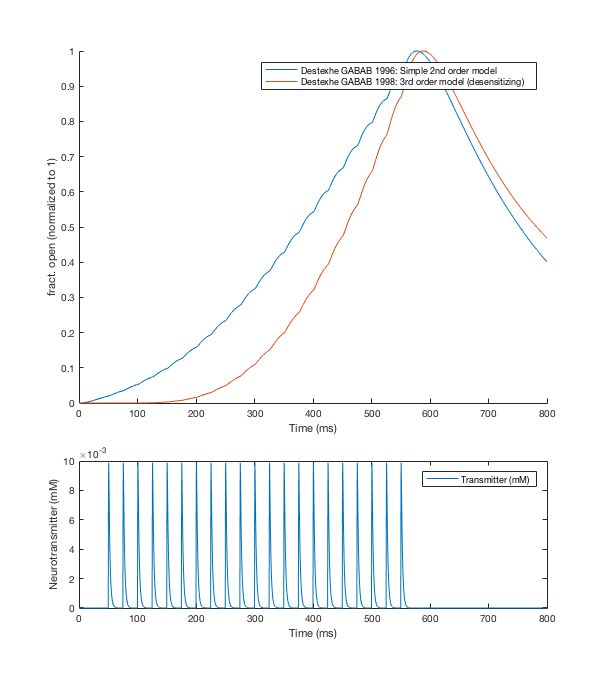 1
Destexhe GABAB 1996: Simple 2nd order model
0.9
Destexhe GABAB 1998: 3rd order model (desensitizing)
0.8
0.7
0.6
0.5
0.4
0.3
0.2
0.1
0
fract. open (normalized to 1)
0 100 200 300 400 500 600 700 800
Time (ms)
×10^-3
10
Transmitter (mM)
8
6
4
2
0
Neurotransmitter (mM)
0 100 200 300 400 500 600 700 800
Time (ms)